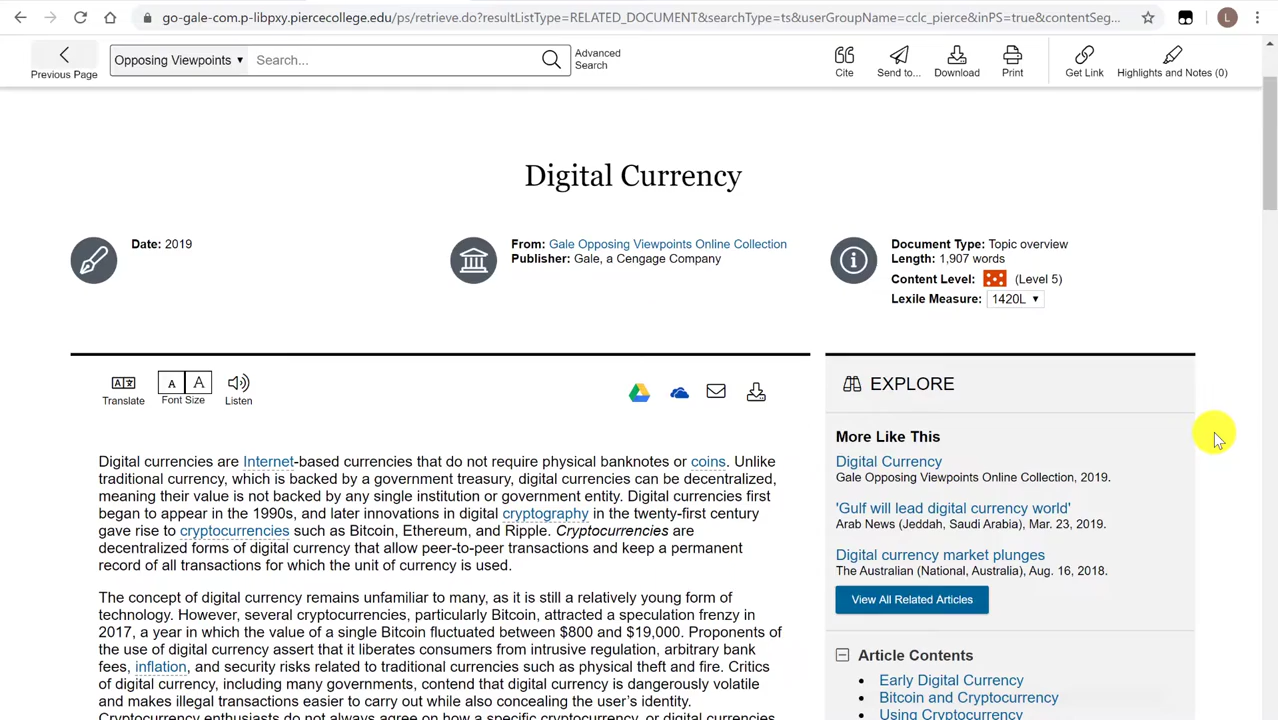 go-gale-com.p-libpxy.piercecollege.edu/ps/retrieve.do?resultListType=RELATED_DOCUMENT&searchType=ts&userGroupName=cclc_pierce&inPS=true&contentSeg...
L
Previous Page
Opposing Viewpoints
Search...
Advanced
Search
Cite
Send to...
Download
Print
Get Link
Highlights and Notes (0)
Digital Currency
Date: 2019
From: Gale Opposing Viewpoints Online Collection
Publisher: Gale, a Cengage Company
Document Type: Topic overview
Length: 1,907 words
Content Level: (Level 5)
Lexile Measure: 1420L
Translate
A A
Font Size
Listen
Digital currencies are Internet-based currencies that do not require physical banknotes or coins. Unlike
traditional currency, which is backed by a government treasury, digital currencies can be decentralized,
meaning their value is not backed by any single institution or government entity. Digital currencies first
began to appear in the 1990s, and later innovations in digital cryptography in the twenty-first century
gave rise to cryptocurrencies such as Bitcoin, Ethereum, and Ripple. Cryptocurrencies are
decentralized forms of digital currency that allow peer-to-peer transactions and keep a permanent
record of all transactions for which the unit of currency is used.
The concept of digital currency remains unfamiliar to many, as it is still a relatively young form of
technology. However, several cryptocurrencies, particularly Bitcoin, attracted a speculation frenzy in
2017, a year in which the value of a single Bitcoin fluctuated between $800 and $19,000. Proponents of
the use of digital currency assert that it liberates consumers from intrusive regulation, arbitrary bank
fees, inflation, and security risks related to traditional currencies such as physical theft and fire. Critics
of digital currency, including many governments, contend that digital currency is dangerously volatile
and makes illegal transactions easier to carry out while also concealing the user's identity.
Cryptocurrency enthusiasts do not always agree on how a specific cryptocurrency, or digital currencies
EXPLORE
More Like This
Digital Currency
Gale Opposing Viewpoints Online Collection, 2019.
'Gulf will lead digital currency world'
Arab News (Jeddah, Saudi Arabia), Mar. 23, 2019.
Digital currency market plunges
The Australian (National, Australia), Aug. 16, 2018.
View All Related Articles
Article Contents
Early Digital Currency
Bitcoin and Cryptocurrency
Using Cryptocurrency